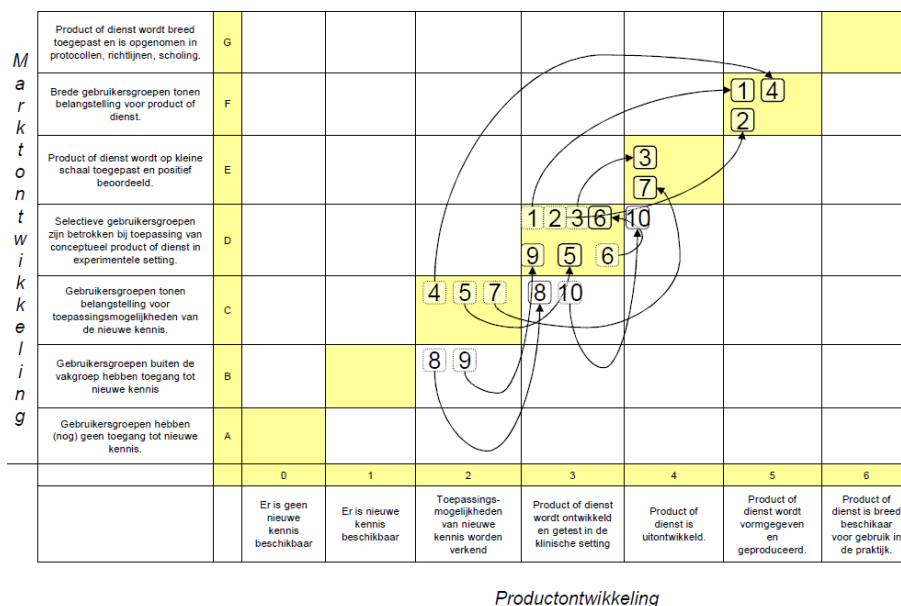 Marktontwikkeling
Product of dienst wordt breed
toegepast en is opgenomen in
protocollen, richtlijnen, scholing.
G
Brede gebruikersgroepen tonen
belangstelling voor product of
dienst.
F
1 4
2
Product of dienst wordt op kleine
schaal toegepast en positief
beoordeeld.
E
3
7
Selectieve gebruikersgroepen
zijn betrokken bij toepassing van
conceptueel product of dienst in
experimentele setting.
D
1 2 3 6 10
9 5 6
Gebruikersgroepen tonen
belangstelling voor
toepassingsmogelijkheden van
de nieuwe kennis.
C
4 5 7 8 10
Gebruikersgroepen buiten de
vakgroep hebben toegang tot
nieuwe kennis
B
8 9
Gebruikersgroepen hebben
(nog) geen toegang tot nieuwe
kennis.
A
0 1 2 3 4 5 6
Er is geen
nieuwe
kennis
beschikbaar
Er is nieuwe
kennis
beschikbaar
Toepassings-
mogelijkheden
van nieuwe
kennis worden
verkend
Product of dienst
wordt ontwikkeld
en getest in de
klinische setting
Product of
dienst is
uitontwikkeld.
Product of
dienst wordt
vormgegeven
en
geproduceerd.
Product of
dienst is breed
beschikaar
voor gebruik in
de praktijk.
Productontwikkeling